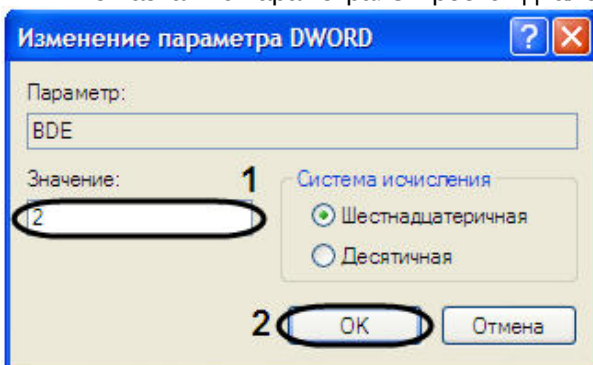 Изменение параметра DWORD
Параметр:
BDE
Значение:
1
2
Система исчисления
Шестнадцатеричная
Десятичная
2
OK
Отмена